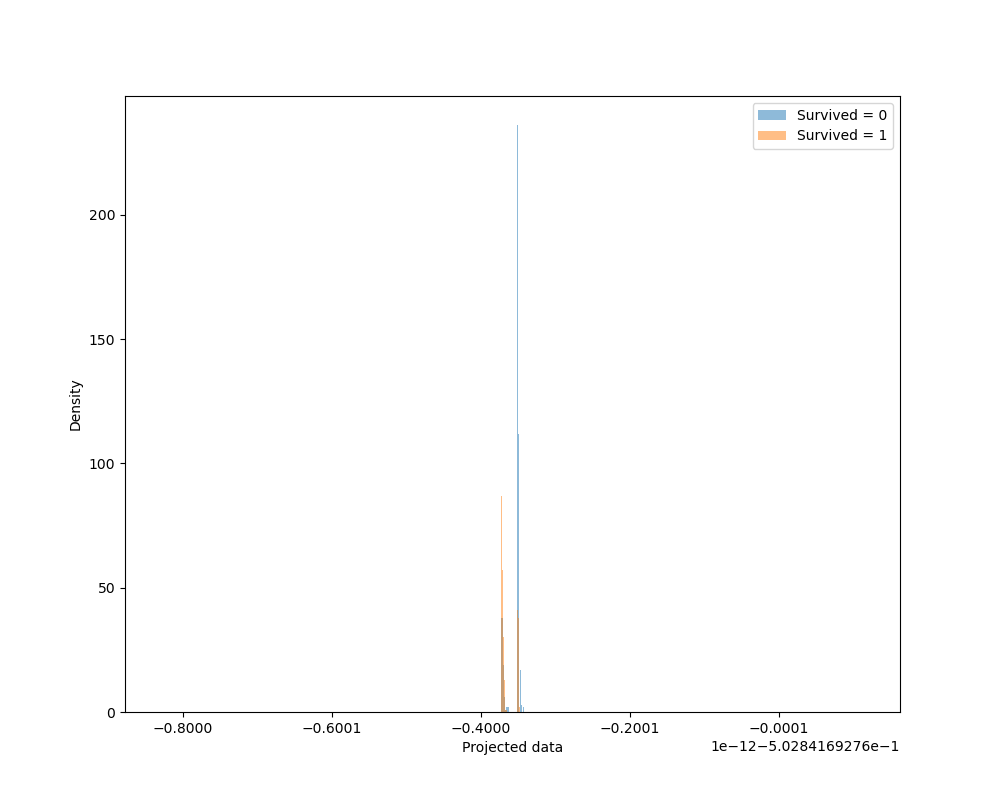 Survived = 0
Survived = 1
200
150
100
50
0
Density
−0.8000
−0.6001
−0.4000
−0.2001
−0.0001
Projected data
1e−12−5.0284169276e−1